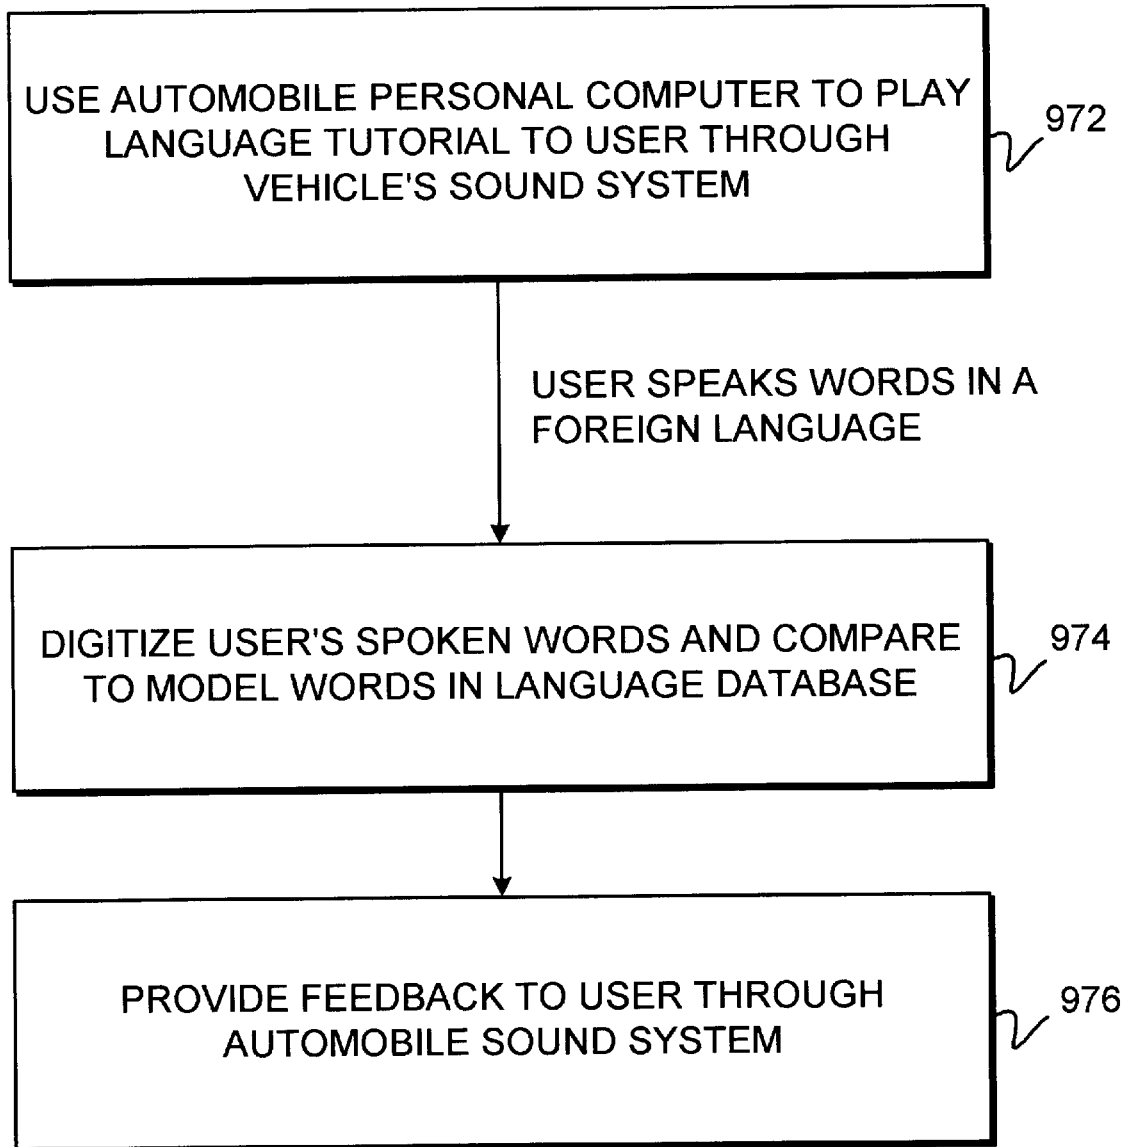 USE AUTOMOBILE PERSONAL COMPUTER TO PLAY
LANGUAGE TUTORIAL TO USER THROUGH
VEHICLE'S SOUND SYSTEM
972
USER SPEAKS WORDS IN A
FOREIGN LANGUAGE
DIGITIZE USER'S SPOKEN WORDS AND COMPARE
TO MODEL WORDS IN LANGUAGE DATABASE
974
PROVIDE FEEDBACK TO USER THROUGH
AUTOMOBILE SOUND SYSTEM
976